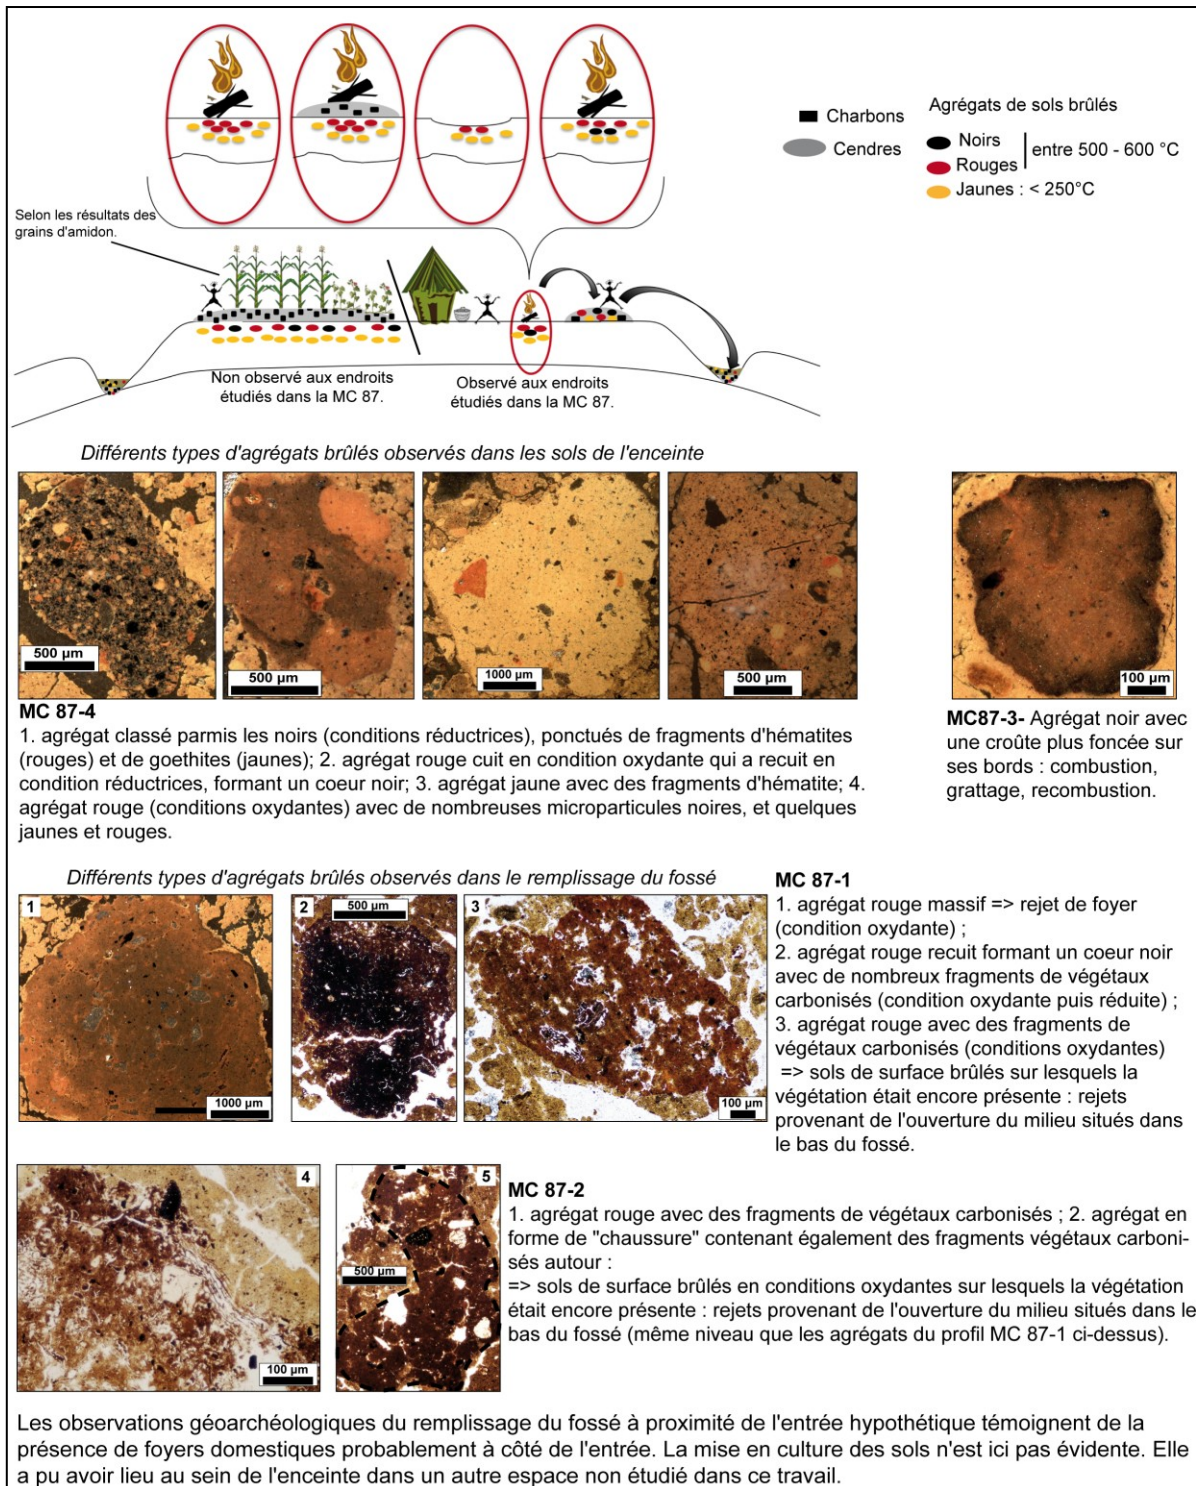 Charbons
Cendres
Agrégats de sols brûlés
Noirs
Rouges
entre 500 - 600 °C
Jaunes : < 250°C
Selon les résultats des
grains d'amidon.
Non observé aux endroits
étudiés dans la MC 87.
Observé aux endroits
étudiés dans la MC 87.
Différents types d'agrégats brûlés observés dans les sols de l'enceinte
500 µm
500 µm
1000 µm
500 µm
100 µm
MC 87-4
1. agrégat classé parmis les noirs (conditions réductrices), ponctués de fragments d'hématites
(rouges) et de goethites (jaunes); 2. agrégat rouge cuit en condition oxydante qui a recuit en
condition réductrices, formant un coeur noir; 3. agrégat jaune avec des fragments d'hématite; 4.
agrégat rouge (conditions oxydantes) avec de nombreuses microparticules noires, et quelques
jaunes et rouges.
MC87-3- Agrégat noir avec
une croûte plus foncée sur
ses bords : combustion,
grattage, recombustion.
Différents types d'agrégats brûlés observés dans le remplissage du fossé
1
1000 µm
2
500 µm
3
100 µm
MC 87-1
1. agrégat rouge massif => rejet de foyer
(condition oxydante) ;
2. agrégat rouge recuit formant un coeur noir
avec de nombreux fragments de végétaux
carbonisés (condition oxydante puis réduite) ;
3. agrégat rouge avec des fragments de
végétaux carbonisés (conditions oxydantes)
=> sols de surface brûlés sur lesquels la
végétation était encore présente : rejets
provenant de l'ouverture du milieu situés dans
le bas du fossé.
4
100 µm
5
500 µm
MC 87-2
1. agrégat rouge avec des fragments de végétaux carbonisés ; 2. agrégat en
forme de "chaussure" contenant également des fragments végétaux carboni-
sés autour :
=> sols de surface brûlés en conditions oxydantes sur lesquels la végétation
était encore présente : rejets provenant de l'ouverture du milieu situés dans le
bas du fossé (même niveau que les agrégats du profil MC 87-1 ci-dessus).
Les observations géoarchéologiques du remplissage du fossé à proximité de l'entrée hypothétique témoignent de la
présence de foyers domestiques probablement à côté de l'entrée. La mise en culture des sols n'est ici pas évidente. Elle
a pu avoir lieu au sein de l'enceinte dans un autre espace non étudié dans ce travail.